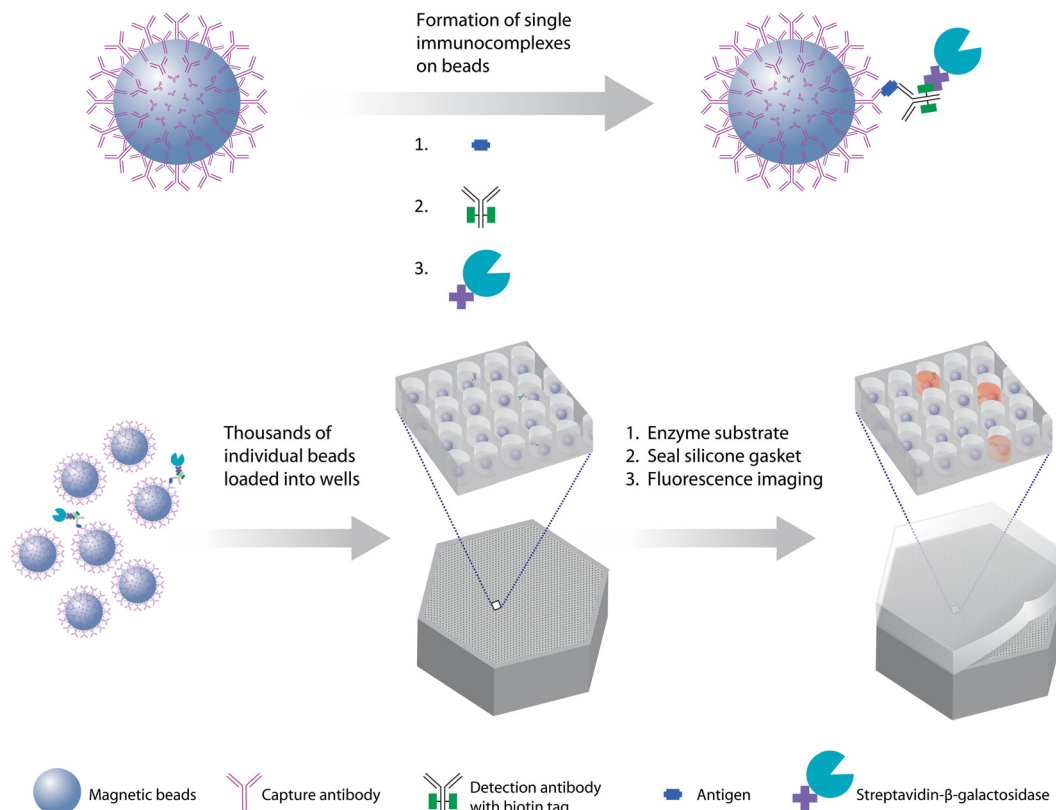 Formation of single
immunocomplexes
on beads
1.
2.
3.
Thousands of
individual beads
loaded into wells
1. Enzyme substrate
2. Seal silicone gasket
3. Fluorescence imaging
Magnetic beads
Capture antibody
Detection antibody
with biotin tag
Antigen
Streptavidin-β-galactosidase